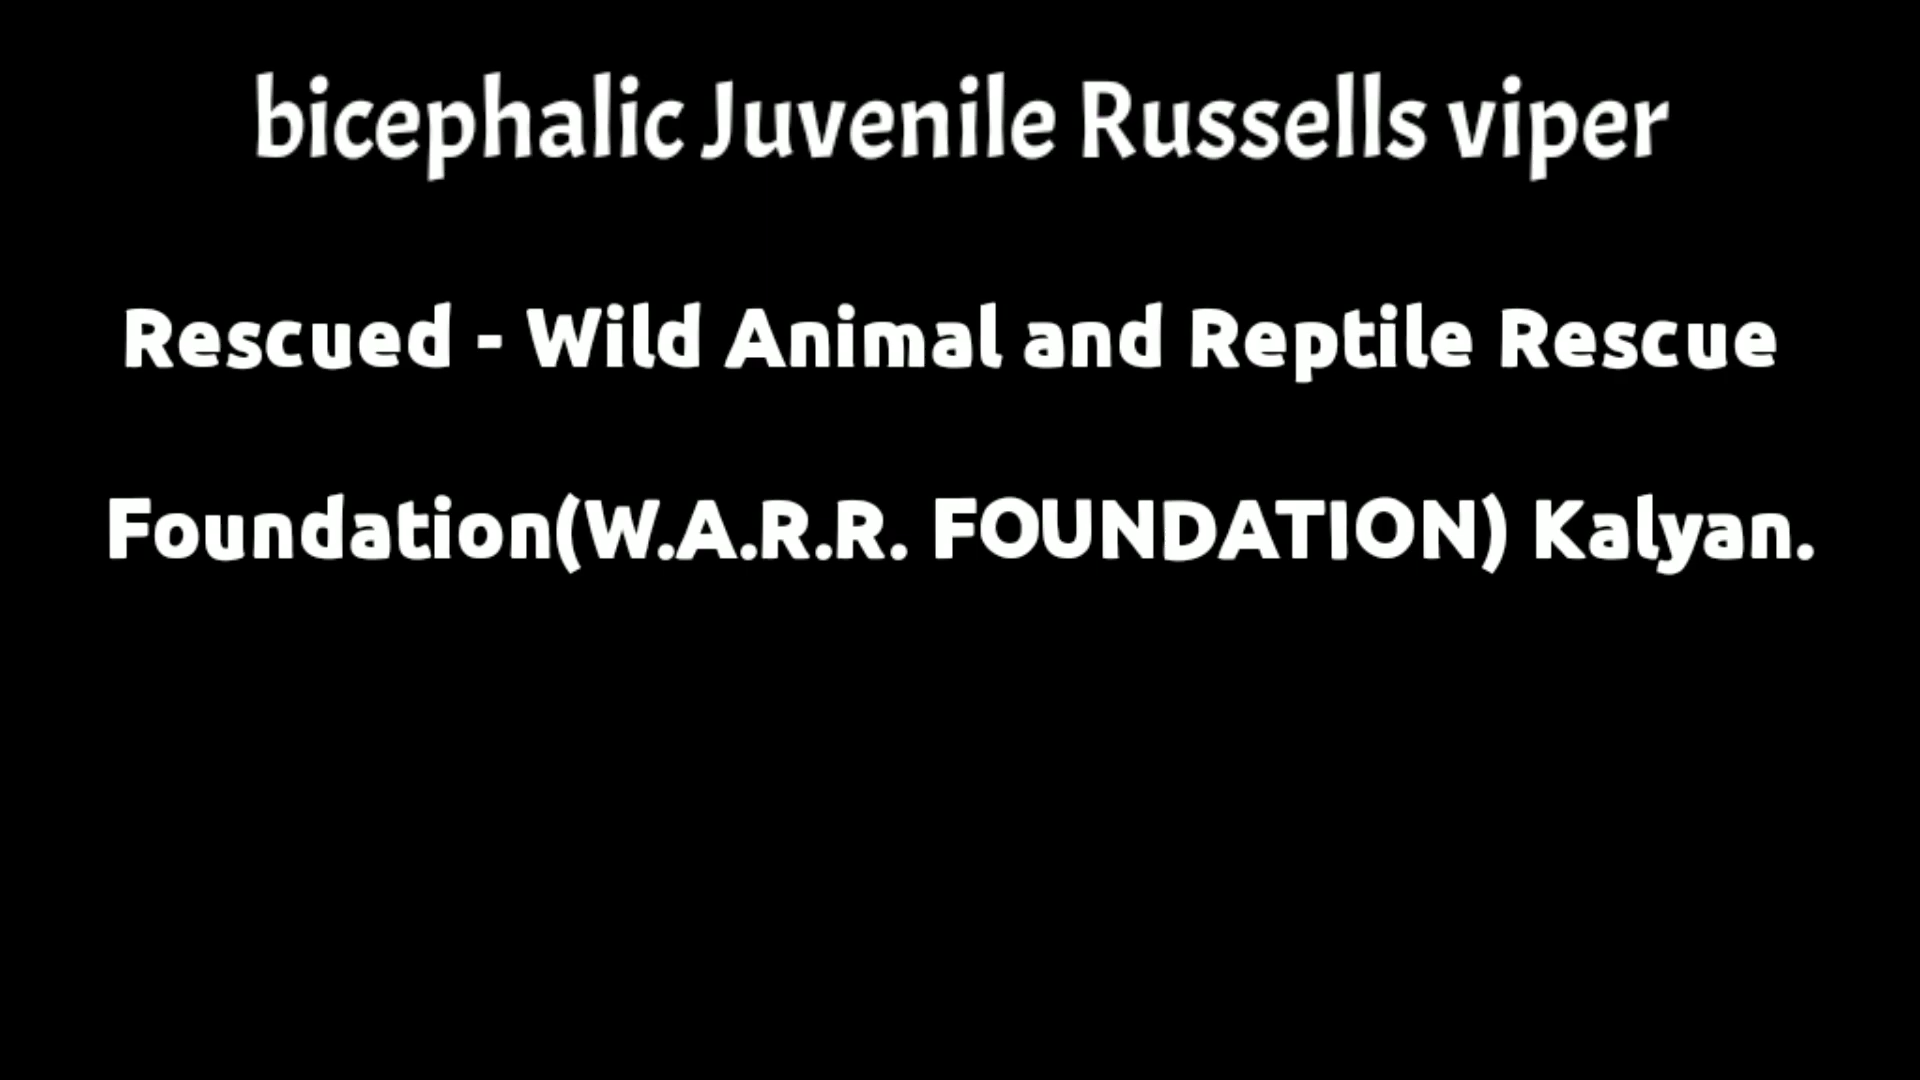 bicephalic Juvenile Russells viper
Rescued - Wild Animal and Reptile Rescue
Foundation(W.A.R.R. FOUNDATION) Kalyan.